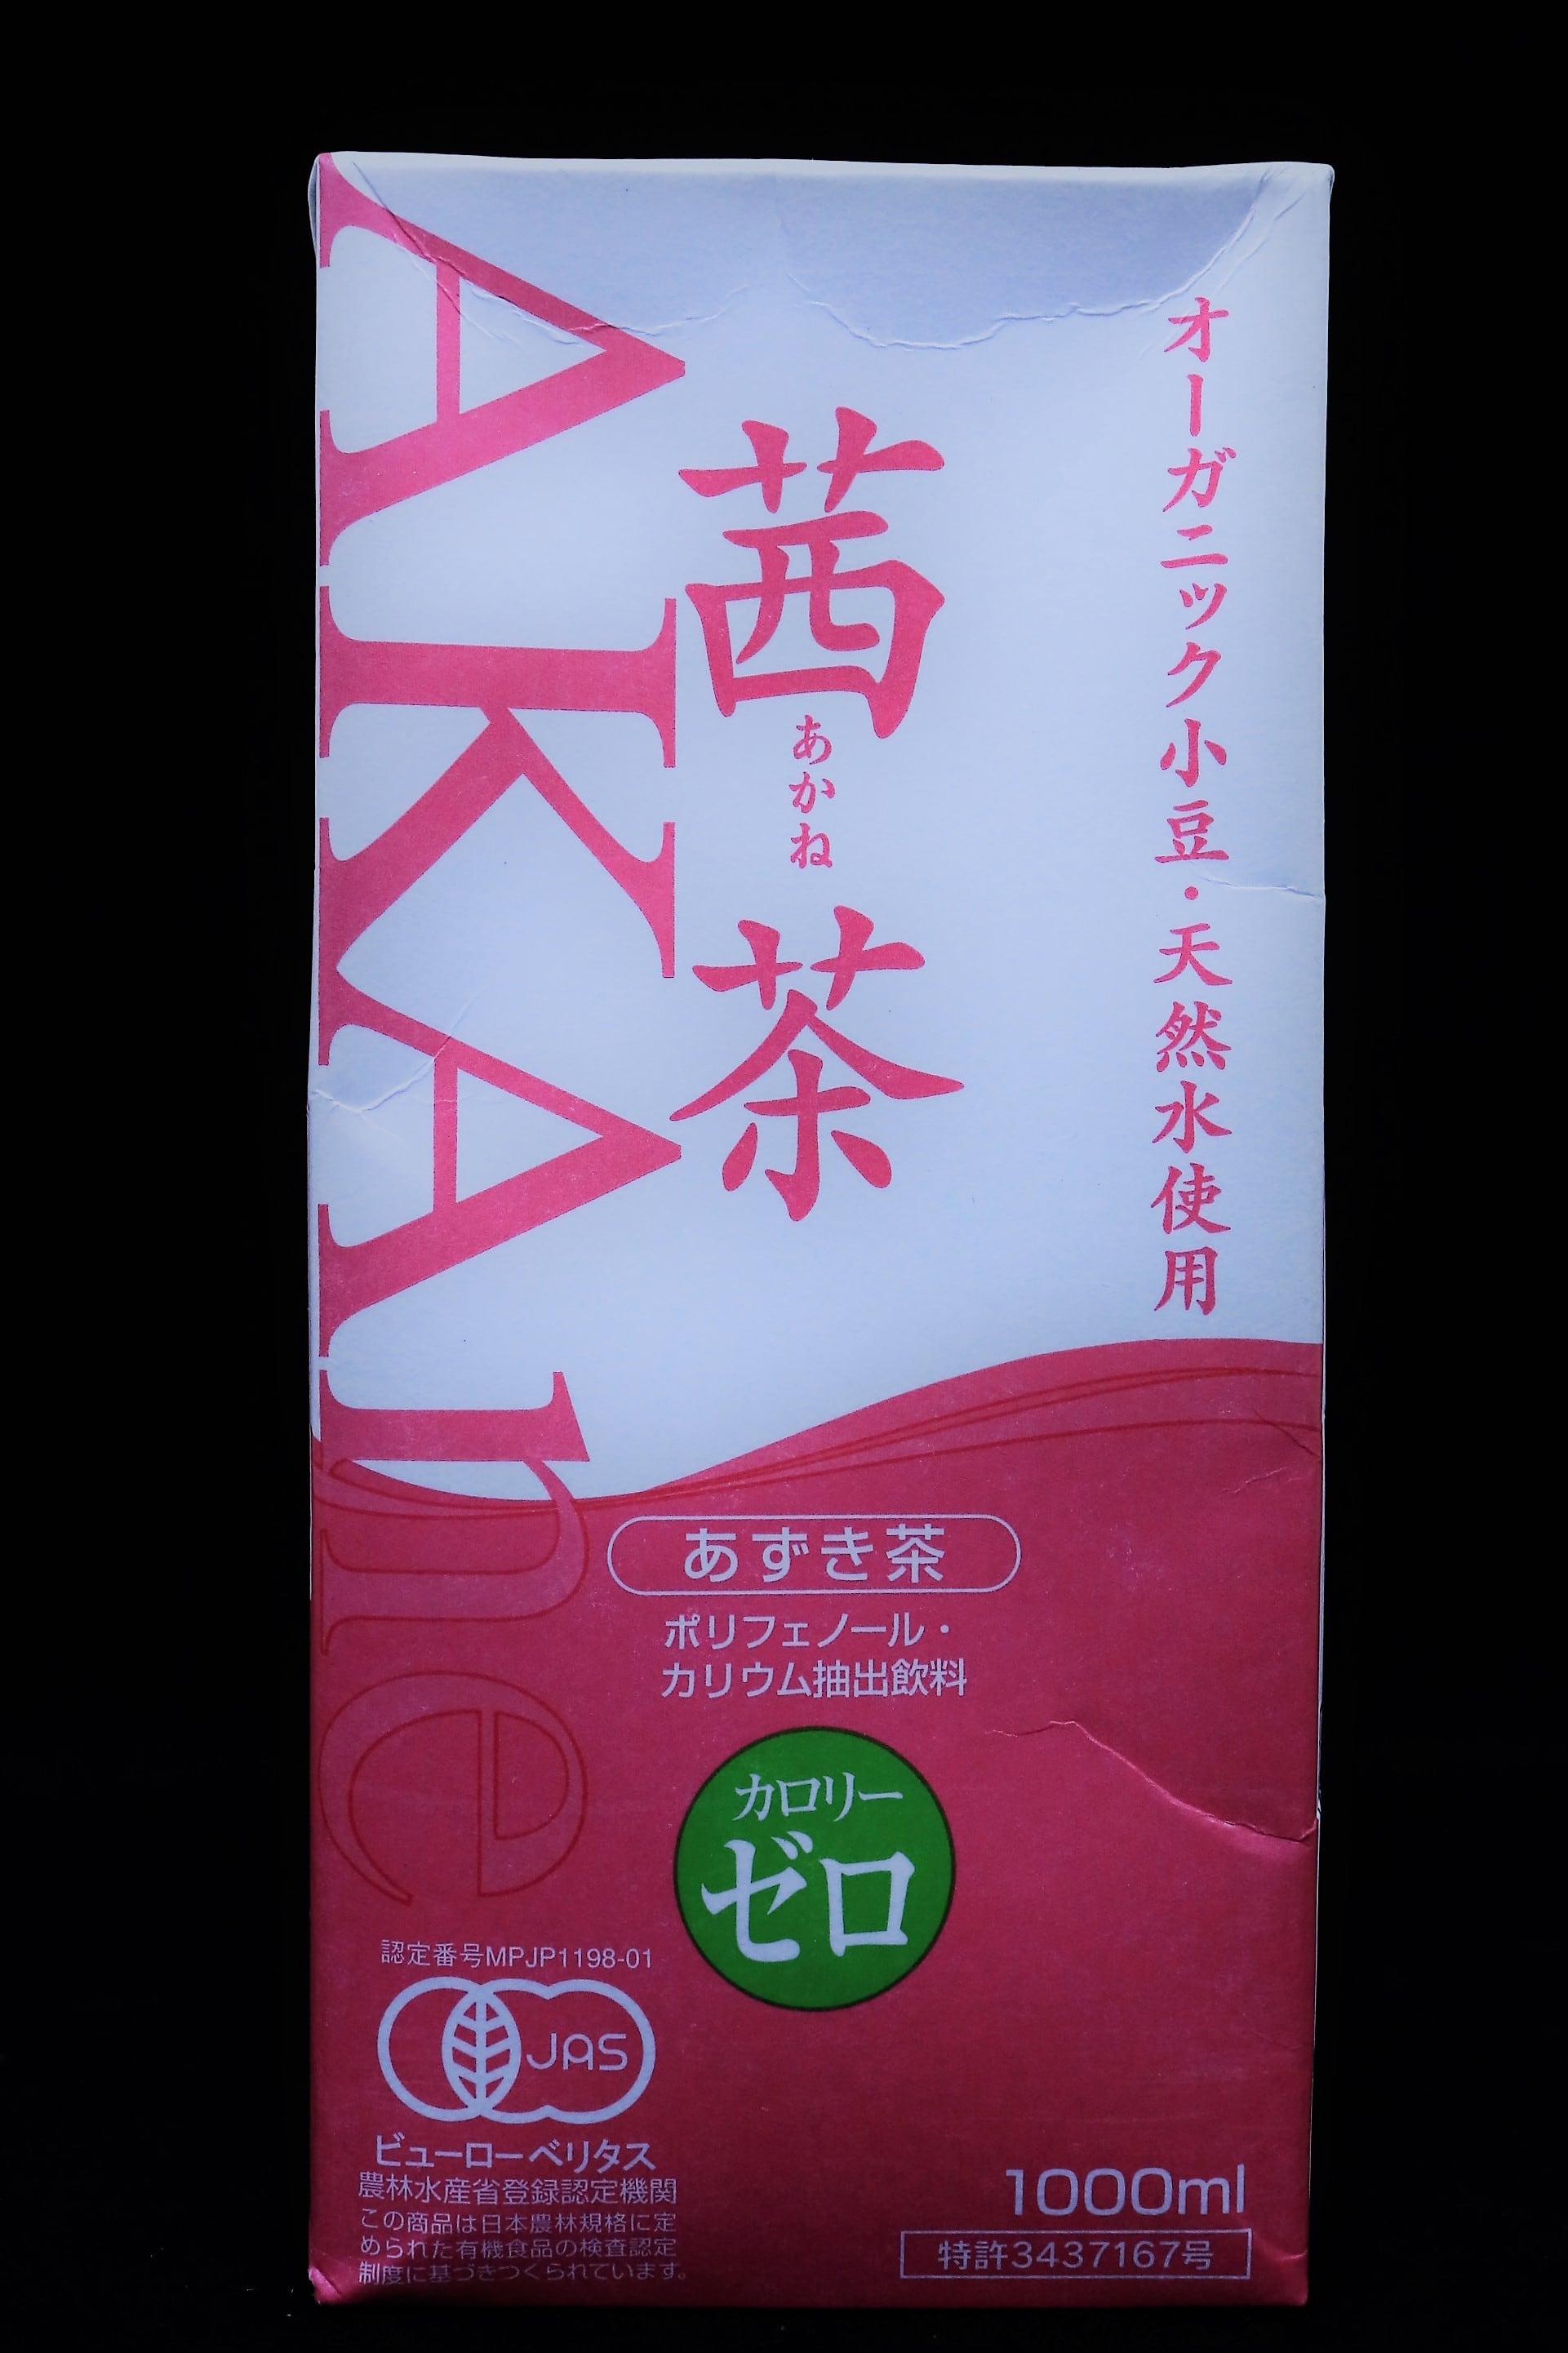 オーガニック小豆・天然水使用
茜
あかね
茶
AKAne
あずき茶
ポリフェノール・
カリウム抽出飲料
カロリー
ゼロ
認定番号MPJP1198-01
JAS
ビューローベリタス
農林水産省登録認定機関
この商品は日本農林規格に定
められた有機食品の検査認定
制度に基づきつくられています。
1000ml
特許3437167号